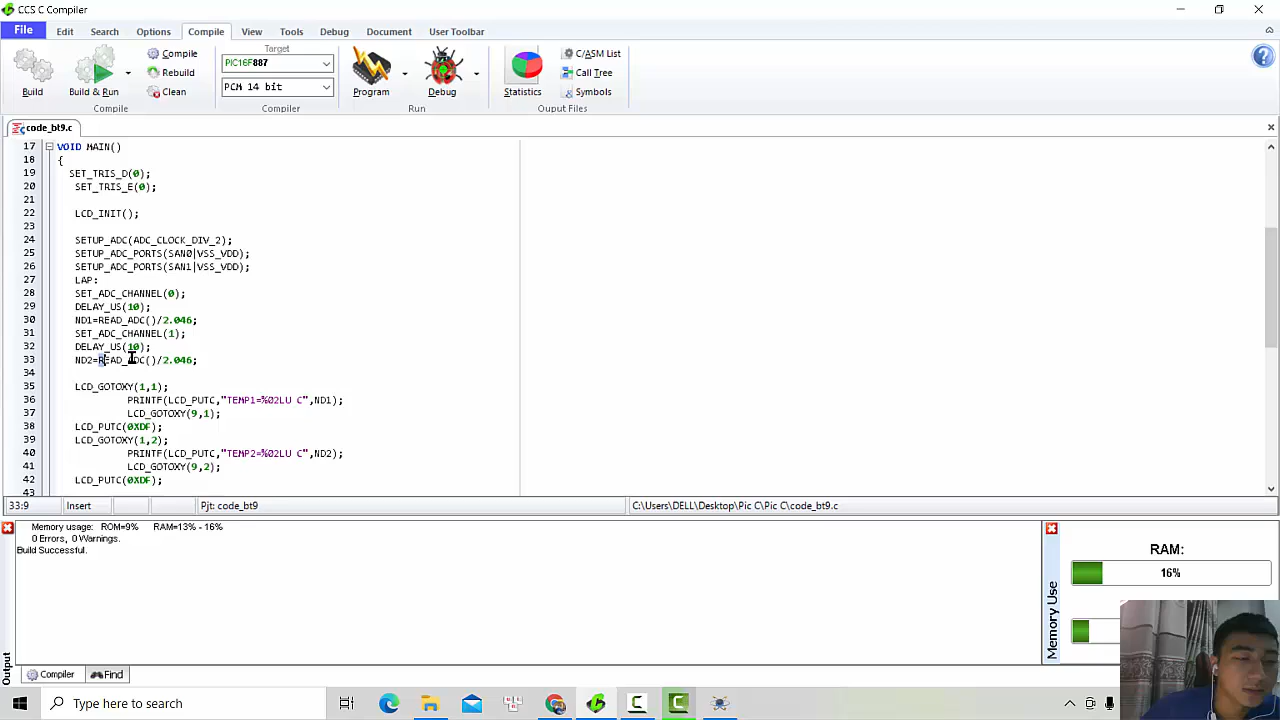 CCS C Compiler
File Edit Search Options Compile View Tools Debug Document User Toolbar
Build
Build & Run
Compile
Rebuild
Clean
Compile
Target
PIC16F887
PCM 14 bit
Compiler
Program
Debug
Run
Statistics
C/ASM List
Call Tree
Symbols
Ouput Files
code_bt9.c
17 VOID MAIN()
18 {
19 SET_TRIS_D(0);
20 SET_TRIS_E(0);
21
22 LCD_INIT();
23
24 SETUP_ADC(ADC_CLOCK_DIV_2);
25 SETUP_ADC_PORTS(SAN0|VSS_VDD);
26 SETUP_ADC_PORTS(SAN1|VSS_VDD);
27 LAP:
28 SET_ADC_CHANNEL(0);
29 DELAY_US(10);
30 ND1=READ_ADC()/2.046;
31 SET_ADC_CHANNEL(1);
32 DELAY_US(10);
33 ND2=READ_ADC()/2.046;
34
35 LCD_GOTOXY(1,1);
36 PRINTF(LCD_PUTC,"TEMP1=%02LU C",ND1);
37 LCD_GOTOXY(9,1);
38 LCD_PUTC(0XDF);
39 LCD_GOTOXY(1,2);
40 PRINTF(LCD_PUTC,"TEMP2=%02LU C",ND2);
41 LCD_GOTOXY(9,2);
42 LCD_PUTC(0XDF);
43
33:9 Insert Pjt: code_bt9 C:\Users\DELL\Desktop\Pic C\Pic C\code_bt9.c
Memory usage: ROM=9% RAM=13% - 16%
0 Errors, 0 Warnings.
Build Successful.
Output
Compiler Find
Memory Use
RAM:
16%
Type here to search